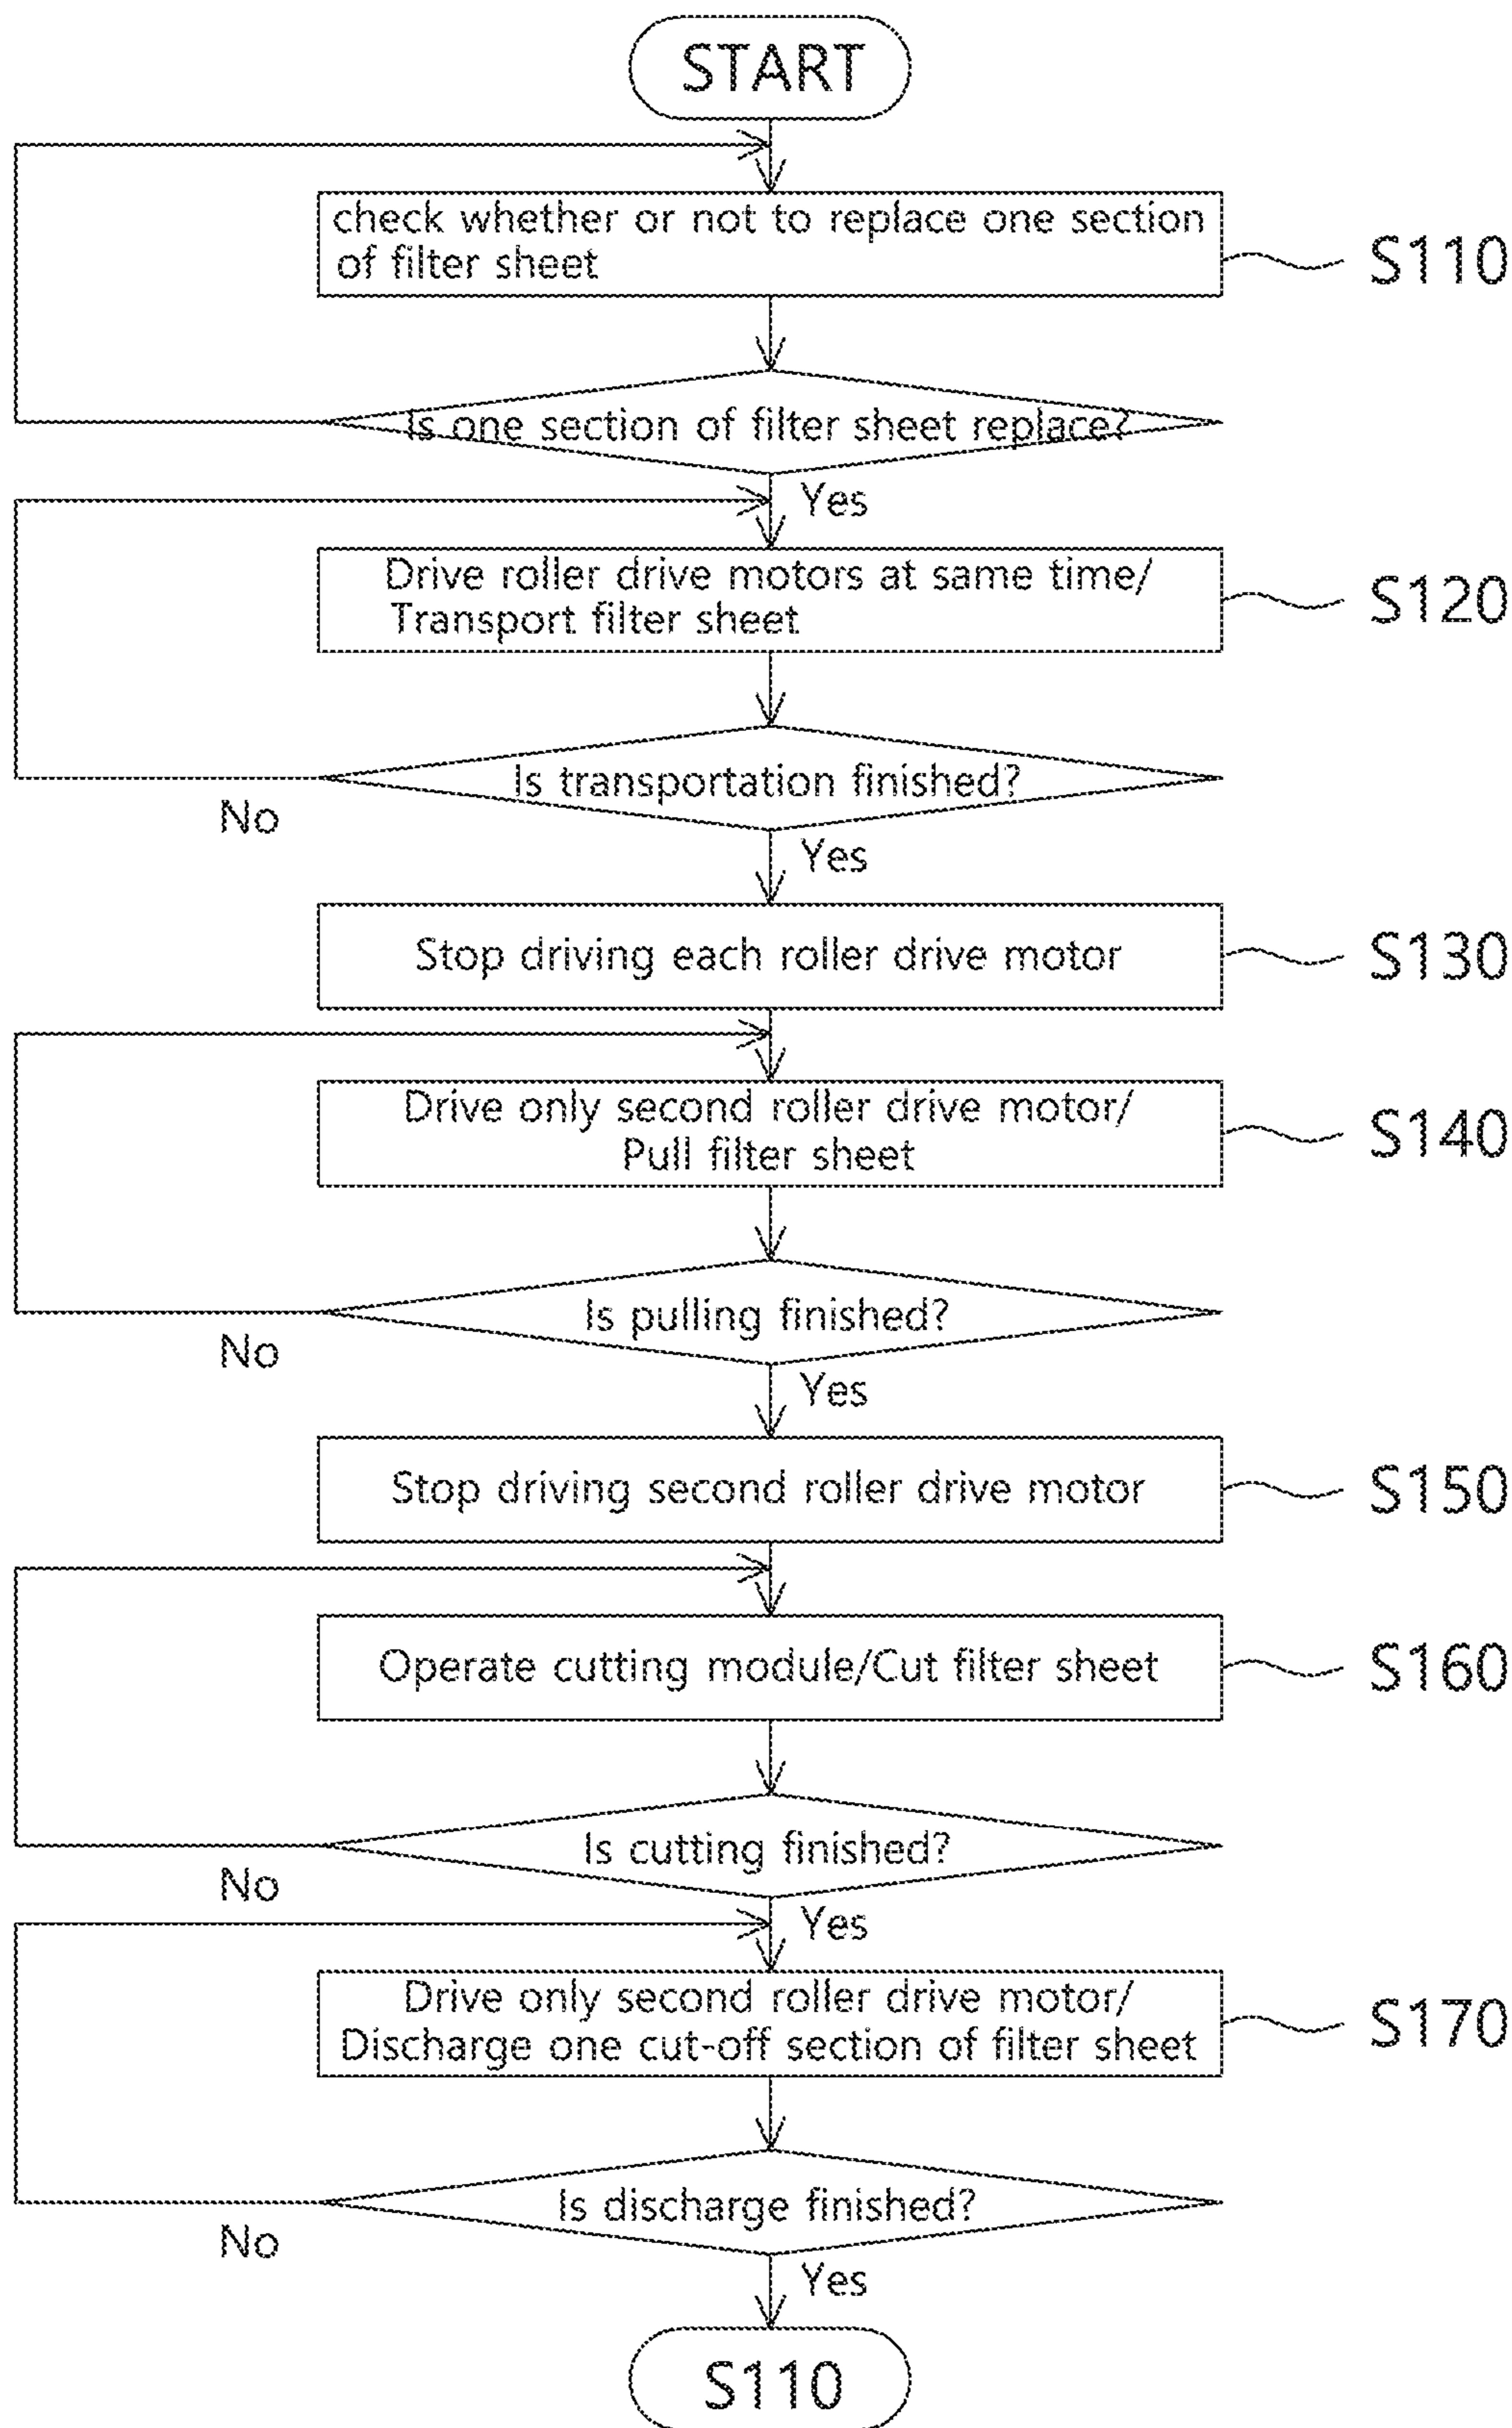 START
check whether or not to replace one section
of filter sheet
S110
Is one section of filter sheet replace?
Yes
Drive roller drive motors at same time/
Transport filter sheet
S120
Is transportation finished?
No
Yes
Stop driving each roller drive motor
S130
Drive only second roller drive motor/
Pull filter sheet
S140
Is pulling finished?
No
Yes
Stop driving second roller drive motor
S150
Operate cutting module/Cut filter sheet
S160
Is cutting finished?
No
Yes
Drive only second roller drive motor/
Discharge one cut-off section of filter sheet
S170
Is discharge finished?
No
Yes
S110